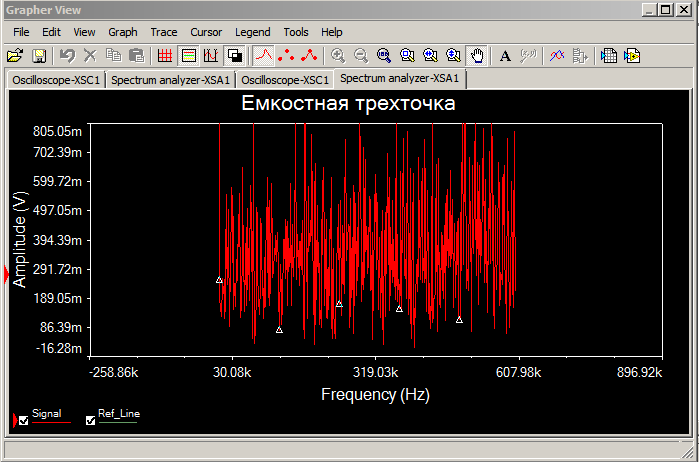 Grapher View
File Edit View Graph Trace Cursor Legend Tools Help
Oscilloscope-XSC1 Spectrum analyzer-XSA1 Oscilloscope-XSC1 Spectrum analyzer-XSA1
Емкостная трехточка
805.05m
702.39m
599.72m
497.05m
394.39m
291.72m
189.05m
86.39m
-16.28m
Amplitude (V)
-258.86k 30.08k 319.03k 607.98k 896.92k
Frequency (Hz)
Signal Ref_Line